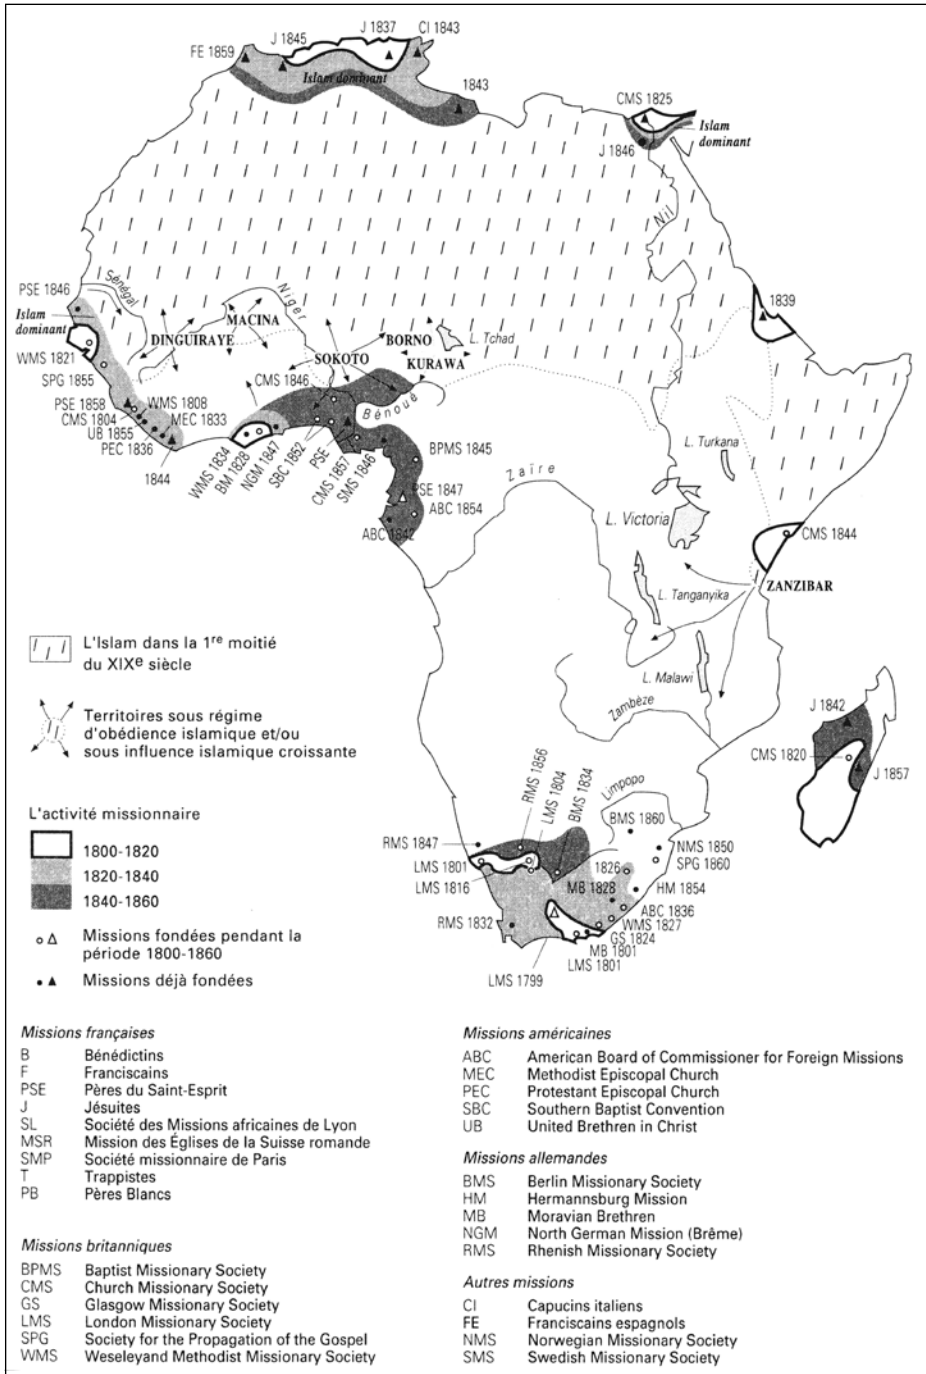 J 1837
CI 1843
J 1845
FE 1859
Islam dominant
1843
CMS 1825
Islam
dominant
J 1846
Nil
Sénégal
PSE 1846
Islam
dominant
Niger
MACINA
DINGUIRAYE
BORNO
L. Tchad
SOKOTO
KURAWA
1839
WMS 1821
CMS 1846
SPG 1855
Bénoué
PSE 1858
WMS 1808
CMS 1804
MEC 1833
UB 1855
PEC 1836
1844
WMS 1834
BM 1828
NGM 1847
SBC 1852
PSE
CMS 1857
SMS 1846
BPMS 1845
L. Turkana
Zaïre
PSE 1847
ABC 1854
ABC 1842
L. Victoria
CMS 1844
ZANZIBAR
L. Tanganyika
L. Malawi
Zambèze
J 1842
CMS 1820
J 1857
Limpopo
RMS 1856
LMS 1804
BMS 1834
BMS 1860
RMS 1847
NMS 1850
LMS 1801
SPG 1860
1826
LMS 1816
MB 1828
HM 1854
ABC 1836
RMS 1832
WMS 1827
GS 1824
MB 1801
LMS 1801
LMS 1799
L'Islam dans la 1re moitié
du XIXe siècle
Territoires sous régime
d'obédience islamique et/ou
sous influence islamique croissante
L'activité missionnaire
1800-1820
1820-1840
1840-1860
Missions fondées pendant la
période 1800-1860
Missions déjà fondées
Missions françaises
B Bénédictins
F Franciscains
PSE Pères du Saint-Esprit
J Jésuites
SL Société des Missions africaines de Lyon
MSR Mission des Églises de la Suisse romande
SMP Société missionnaire de Paris
T Trappistes
PB Pères Blancs
Missions britanniques
BPMS Baptist Missionary Society
CMS Church Missionary Society
GS Glasgow Missionary Society
LMS London Missionary Society
SPG Society for the Propagation of the Gospel
WMS Weseleyand Methodist Missionary Society
Missions américaines
ABC American Board of Commissioner for Foreign Missions
MEC Methodist Episcopal Church
PEC Protestant Episcopal Church
SBC Southern Baptist Convention
UB United Brethren in Christ
Missions allemandes
BMS Berlin Missionary Society
HM Hermannsburg Mission
MB Moravian Brethren
NGM North German Mission (Brême)
RMS Rhenish Missionary Society
Autres missions
CI Capucins italiens
FE Franciscains espagnols
NMS Norwegian Missionary Society
SMS Swedish Missionary Society